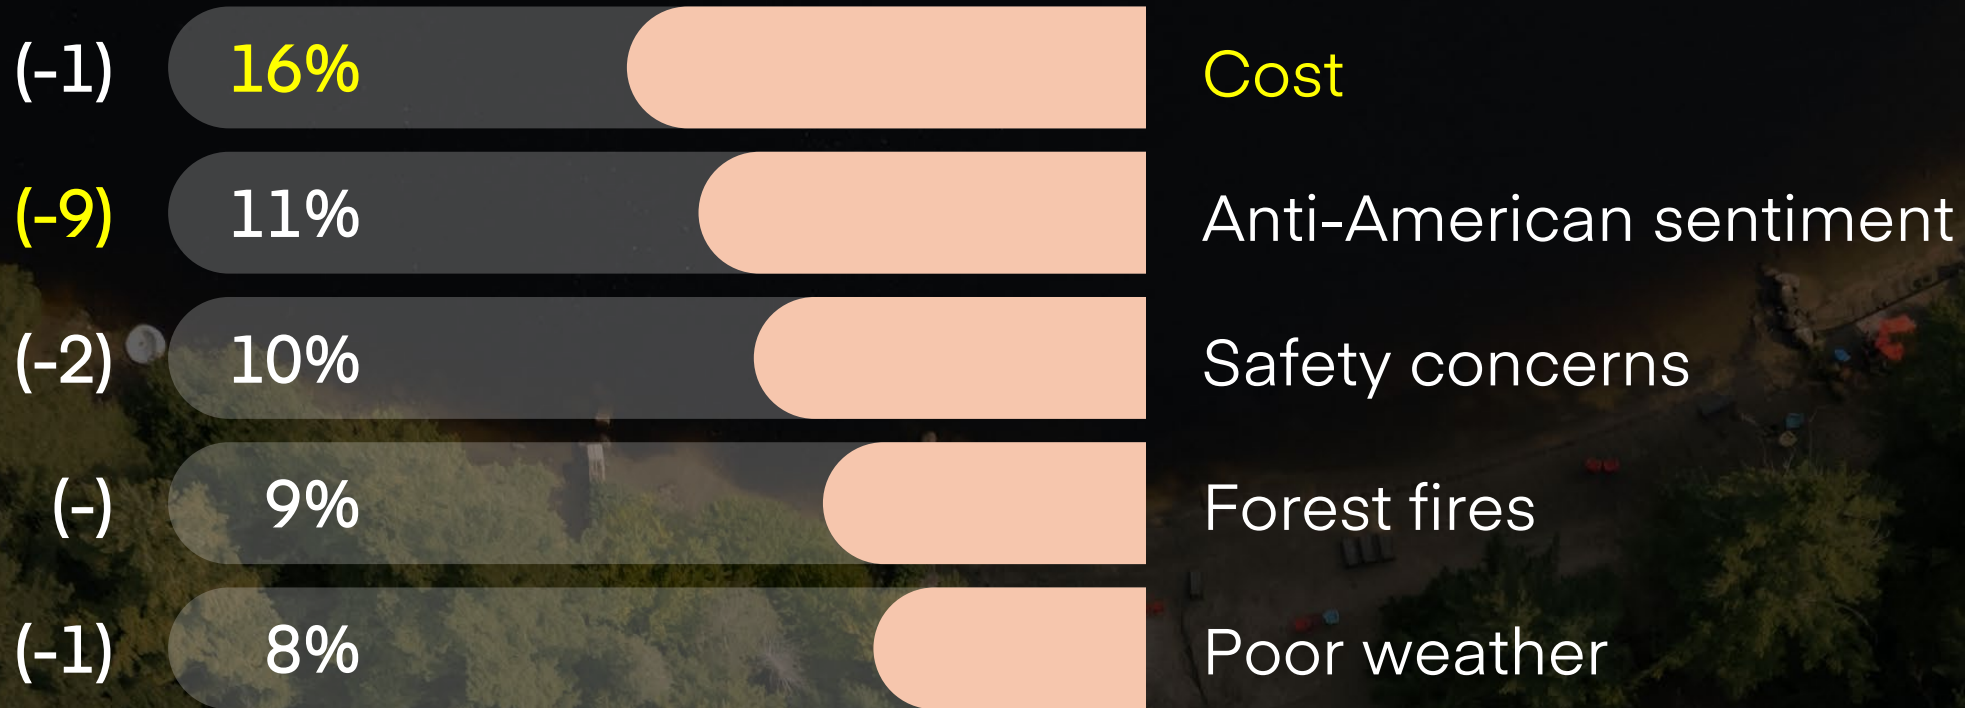 (-1) 16% Cost
(-9) 11% Anti-American sentiment
(-2) 10% Safety concerns
(-) 9% Forest fires
(-1) 8% Poor weather